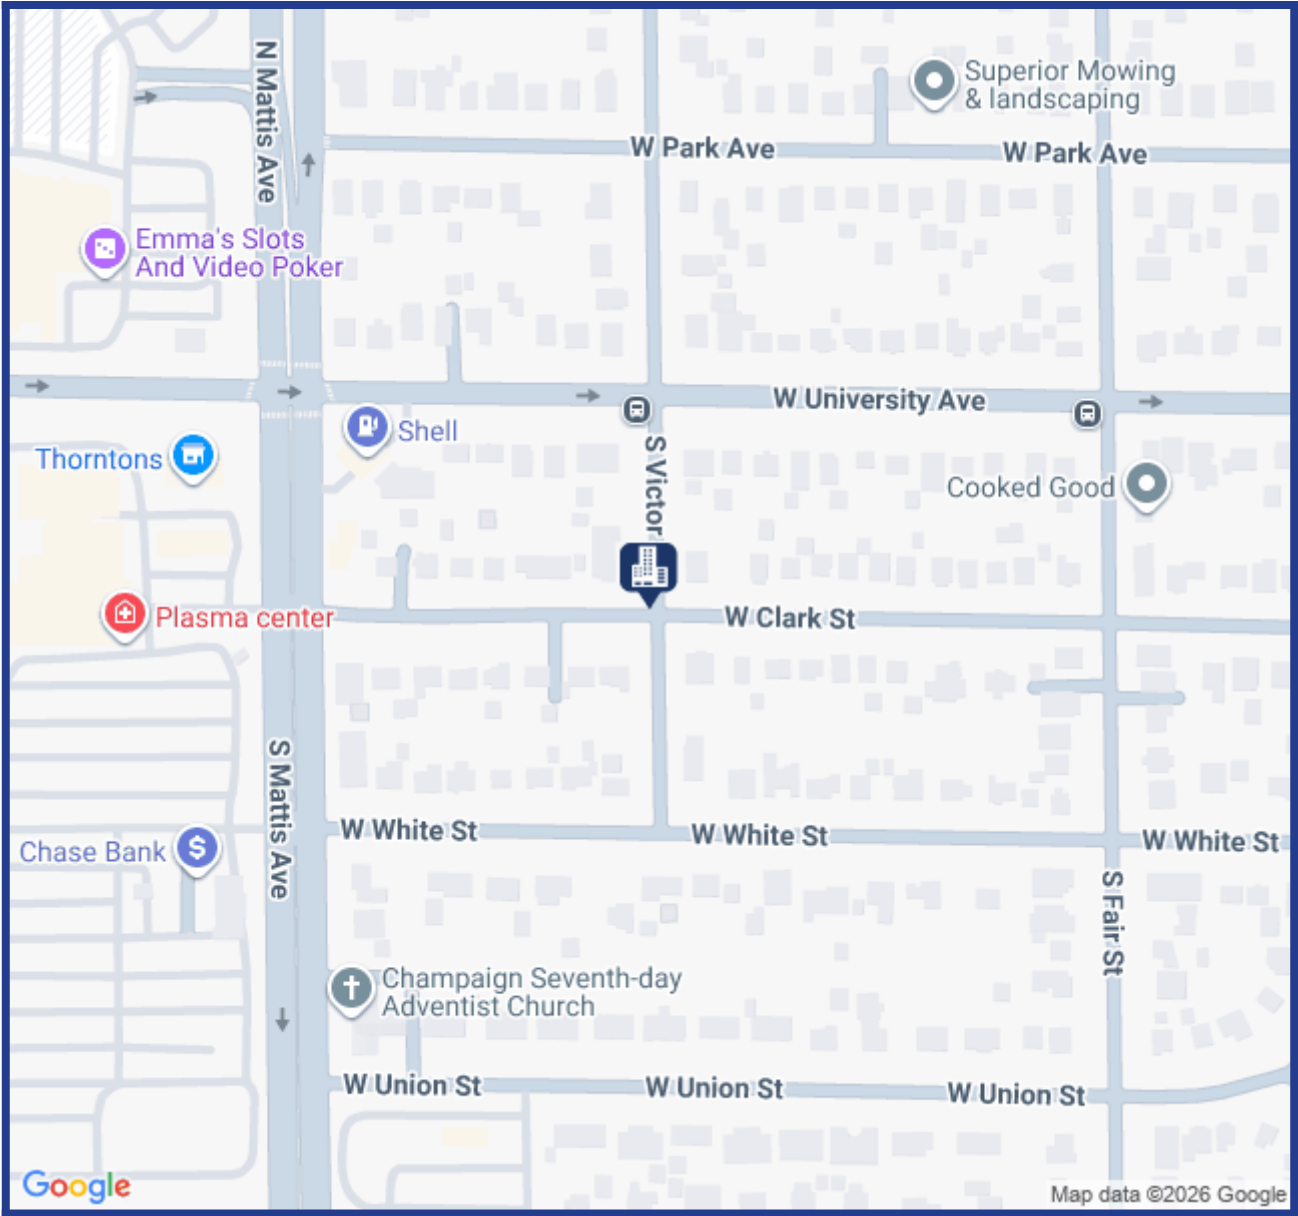 N Mattis Ave
Superior Mowing
& landscaping
W Park Ave
W Park Ave
Emma's Slots
And Video Poker
W University Ave
Shell
Thorntons
S Victor
Cooked Good
Plasma center
W Clark St
S Mattis Ave
W White St
W White St
W White St
Chase Bank
S Fair St
Champaign Seventh-day
Adventist Church
W Union St
W Union St
W Union St
Google
Map data ©2026 Google